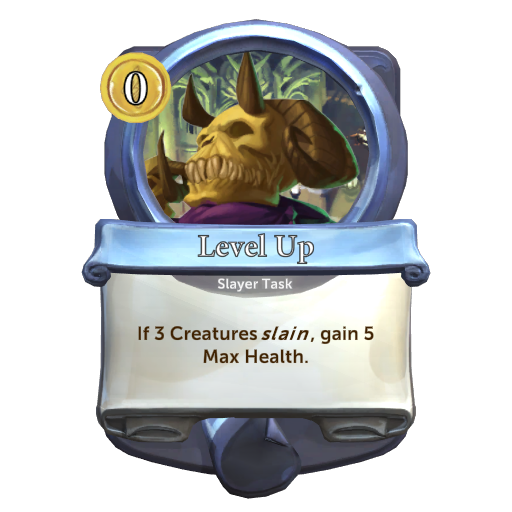 0
Level Up
Slayer Task
If 3 Creatures slain, gain 5
Max Health.